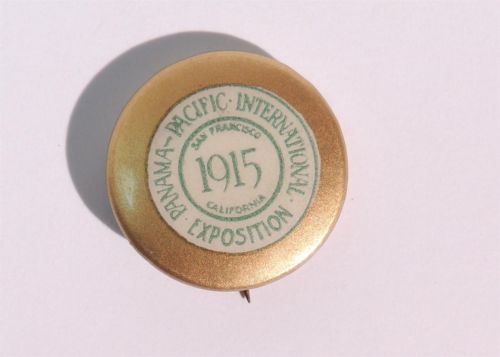 PANAMA-PACIFIC · INTERNATIONAL · EXPOSITION ·
SAN FRANCISCO
1915
CALIFORNIA